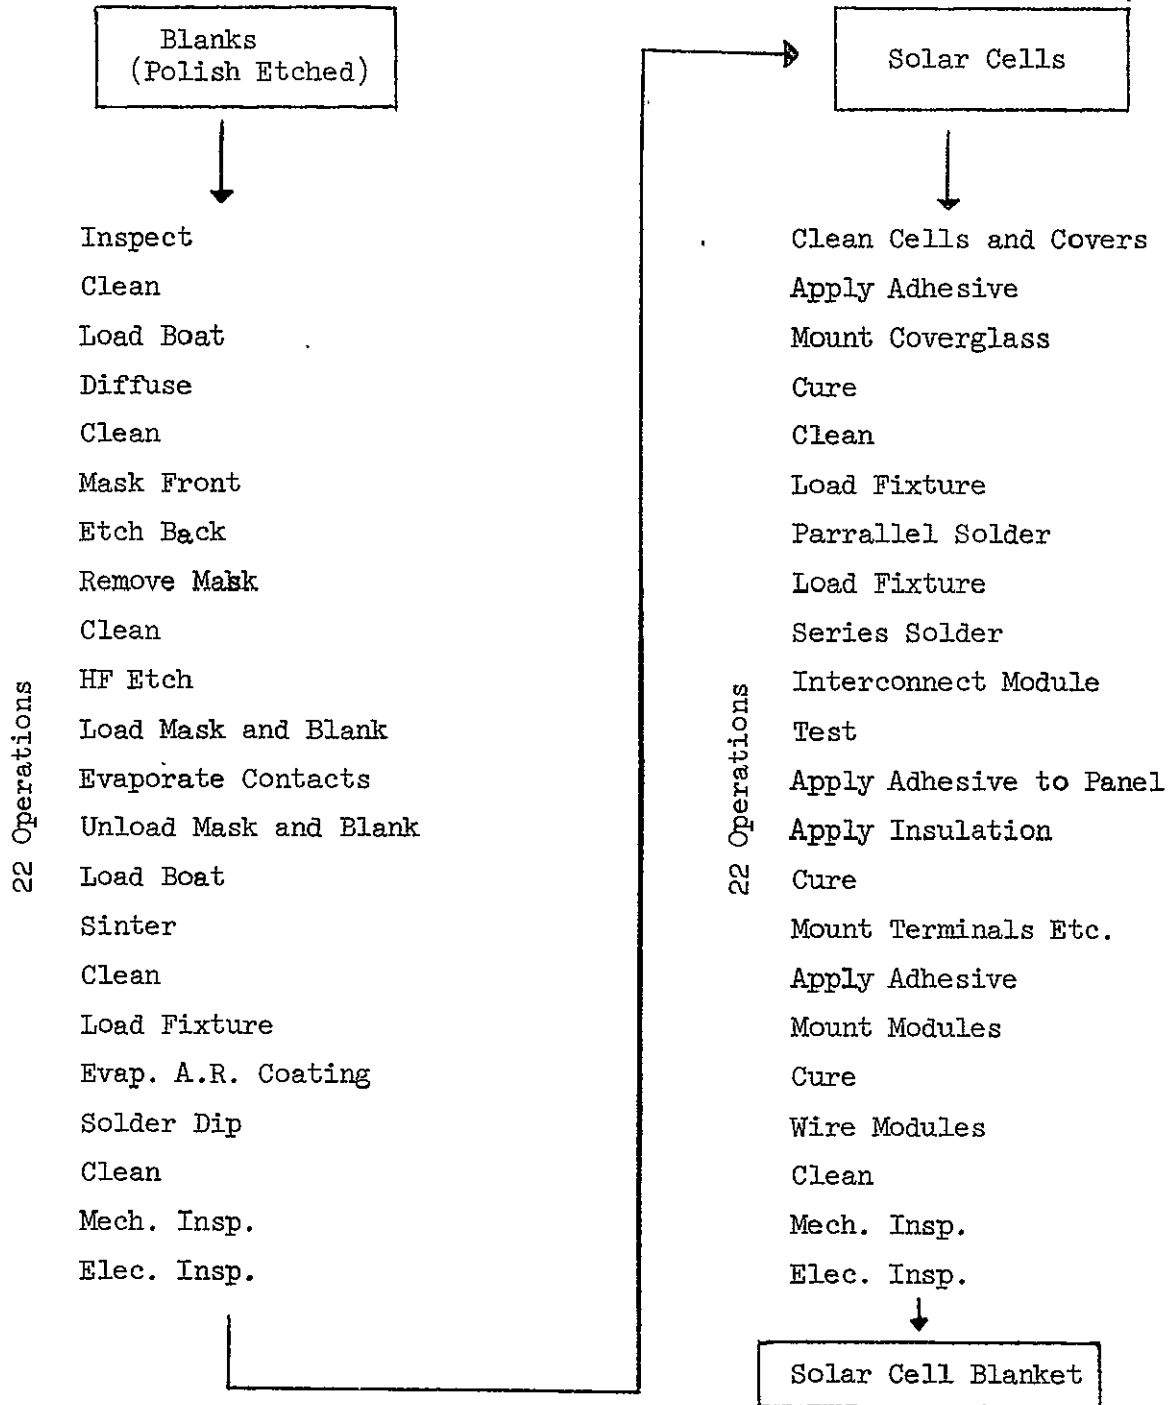 Blanks
(Polish Etched)
Inspect
Clean
Load Boat
Diffuse
Clean
Mask Front
Etch Back
Remove Mask
Clean
HF Etch
Load Mask and Blank
Evaporate Contacts
Unload Mask and Blank
Load Boat
Sinter
Clean
Load Fixture
Evap. A.R. Coating
Solder Dip
Clean
Mech. Insp.
Elec. Insp.
22 Operations
Solar Cells
Clean Cells and Covers
Apply Adhesive
Mount Coverglass
Cure
Clean
Load Fixture
Parrallel Solder
Load Fixture
Series Solder
Interconnect Module
Test
Apply Adhesive to Panel
Apply Insulation
Cure
Mount Terminals Etc.
Apply Adhesive
Mount Modules
Cure
Wire Modules
Clean
Mech. Insp.
Elec. Insp.
22 Operations
Solar Cell Blanket